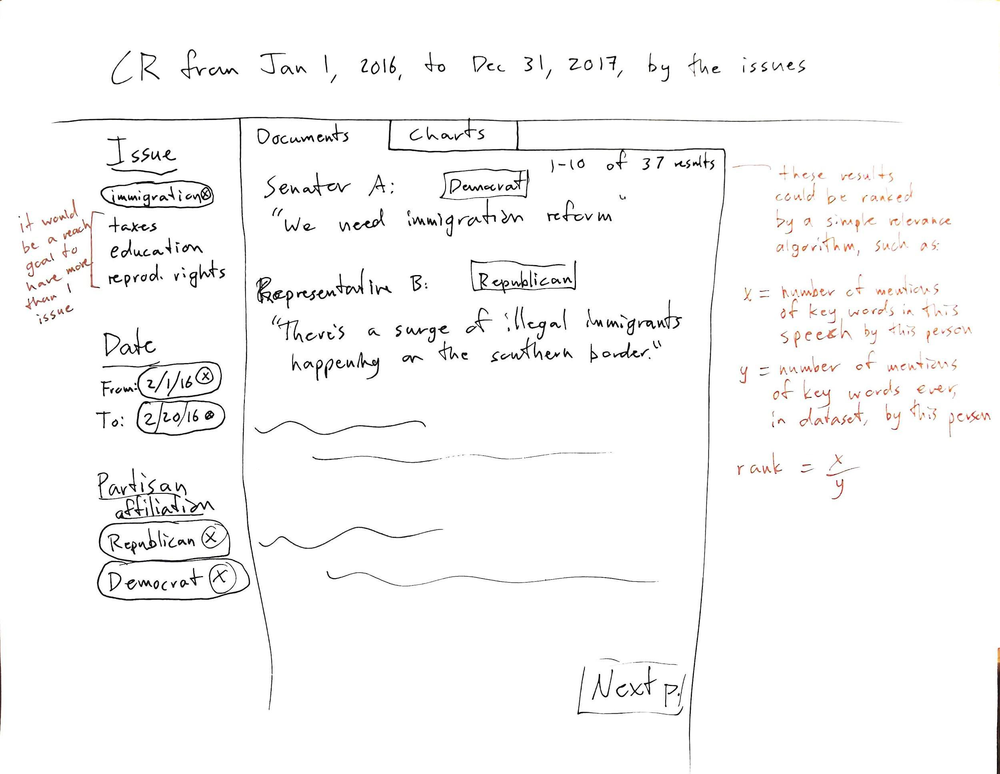 CR from Jan 1, 2016, to Dec 31, 2017, by the issues
Issue
immigration x
taxes
education
reprod. rights
it would
be a reach
goal to
have more
than 1
issue
Date
From: 2/1/16 x
To: 2/20/16 x
Partisan
affiliation
Republican x
Democrat x
Documents
Charts
1-10 of 37 results
Senator A: Democrat
"We need immigration reform"
Representative B: Republican
"There's a surge of illegal immigrants
happening on the southern border."
Next p.
these results
could be ranked
by a simple relevance
algorithm, such as:
x = number of mentions
of key words in this
speech by this person
y = number of mentions
of key words ever,
in dataset, by this person
rank = x/y